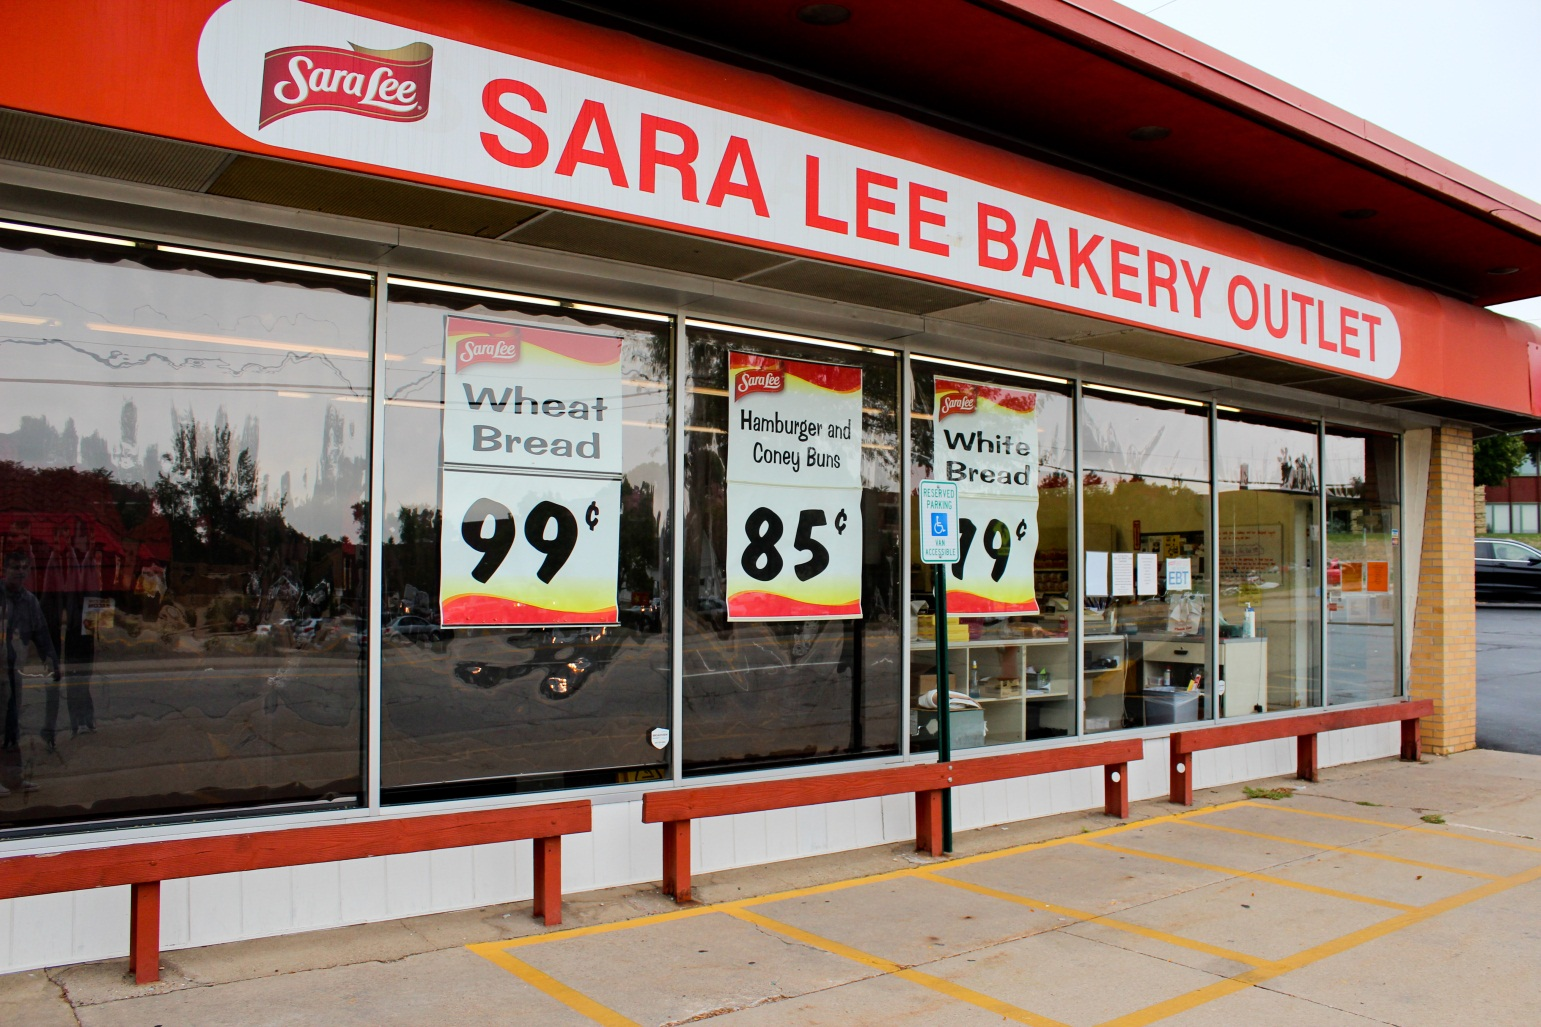 Sara Lee
SARA LEE BAKERY OUTLET
Sara Lee
Wheat
Bread
99¢
Sara Lee
Hamburger and
Coney Buns
85¢
Sara Lee
White
Bread
79¢
RESERVED
PARKING
VAN
ACCESSIBLE
EBT